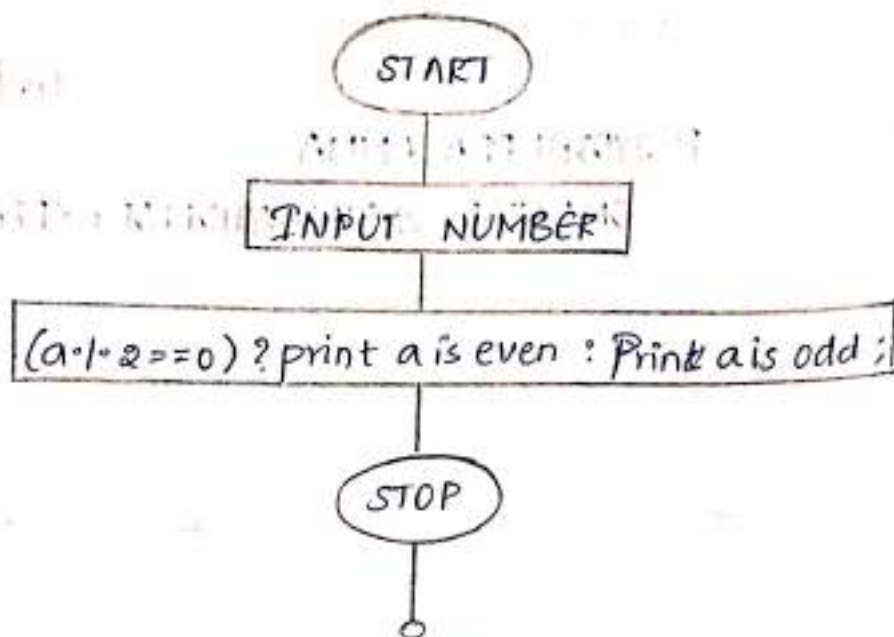 START
INPUT NUMBER
(a·/·2==0) ? print a is even : Print a is odd ;
STOP